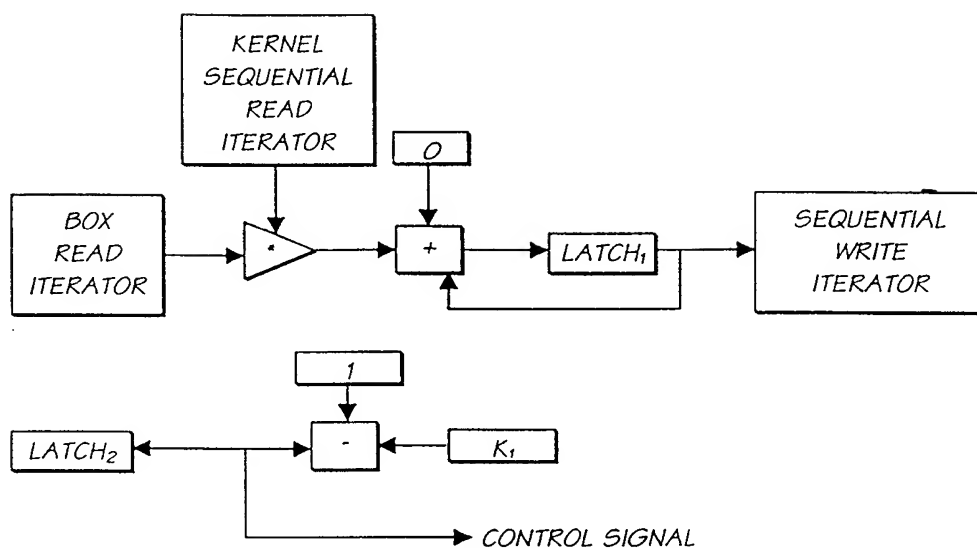 KERNEL
SEQUENTIAL
READ
ITERATOR
0
BOX
READ
ITERATOR
*
+
LATCH₁
SEQUENTIAL
WRITE
ITERATOR
1
LATCH₂
-
K₁
CONTROL SIGNAL